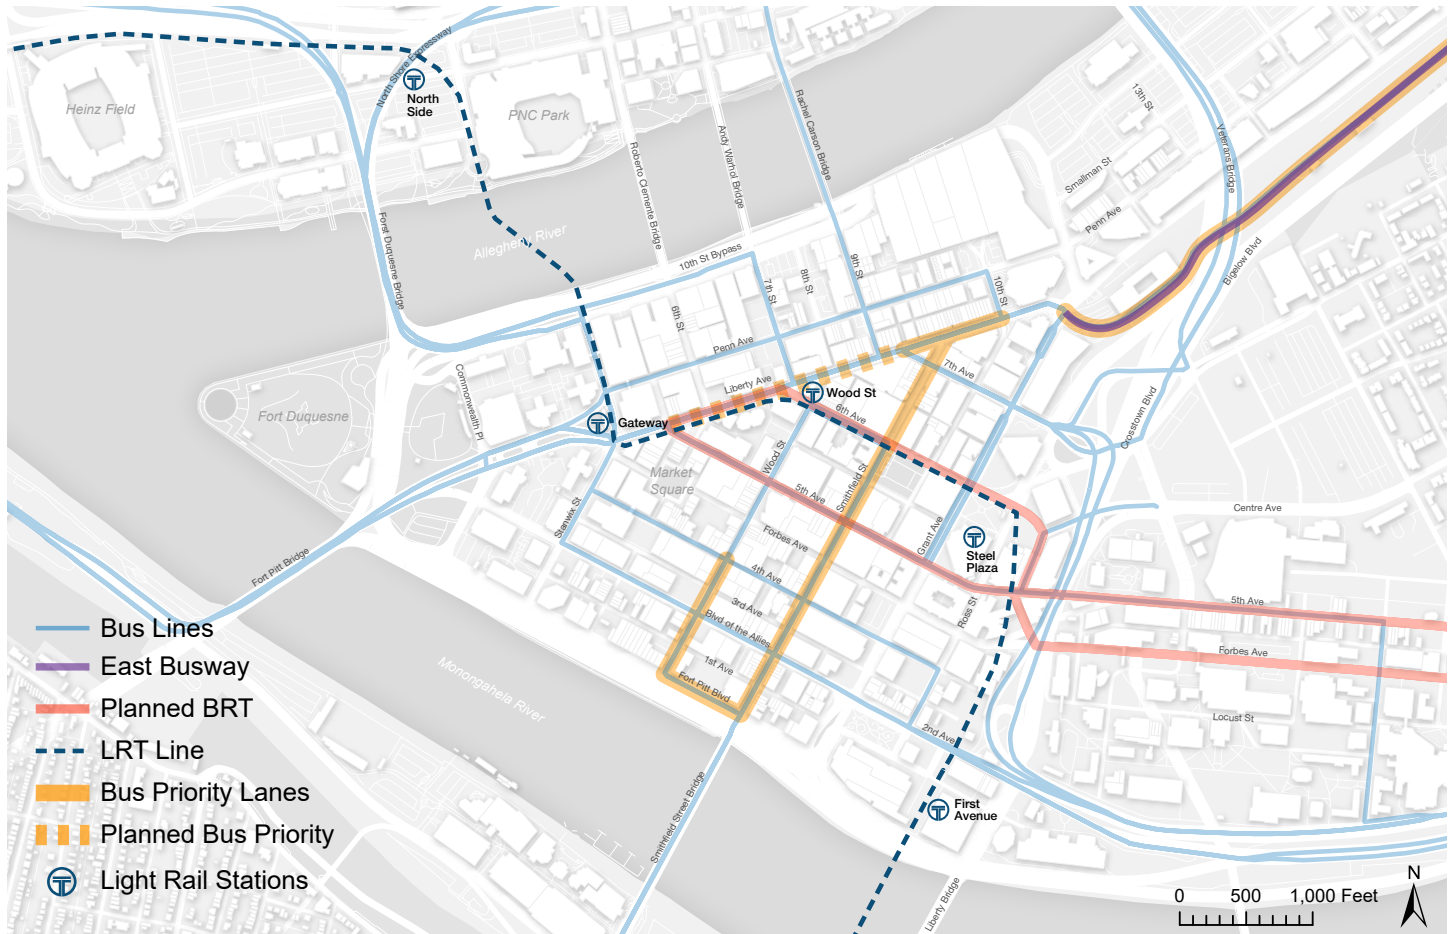 North Shore Expressway
Heinz Field
North
Side
PNC Park
Rachel Carson Bridge
13th St
Veterans Bridge
Andy Warhol Bridge
Roberto Clemente Bridge
Smallman St
Penn Ave
Forst Duquesne Bridge
Allegheny River
10th St Bypass
9th St
8th St
7th St
10th St
Bigelow Blvd
6th St
Penn Ave
7th Ave
Liberty Ave
Wood St
Commonwealth Pl
Fort Duquesne
Gateway
6th Ave
Crosstown Blvd
Market
Square
Wood St
5th Ave
Smithfield St
Stanwix St
Centre Ave
Forbes Ave
Grant Ave
Steel
Plaza
Fort Pitt Bridge
4th Ave
3rd Ave
Blvd of the Allies
Ross St
5th Ave
Forbes Ave
1st Ave
Fort Pitt Blvd
Monongahela River
2nd Ave
Locust St
Smithfield Street Bridge
First
Avenue
Liberty Bridge
Bus Lines
East Busway
Planned BRT
LRT Line
Bus Priority Lanes
Planned Bus Priority
Light Rail Stations
N
0 500 1,000 Feet